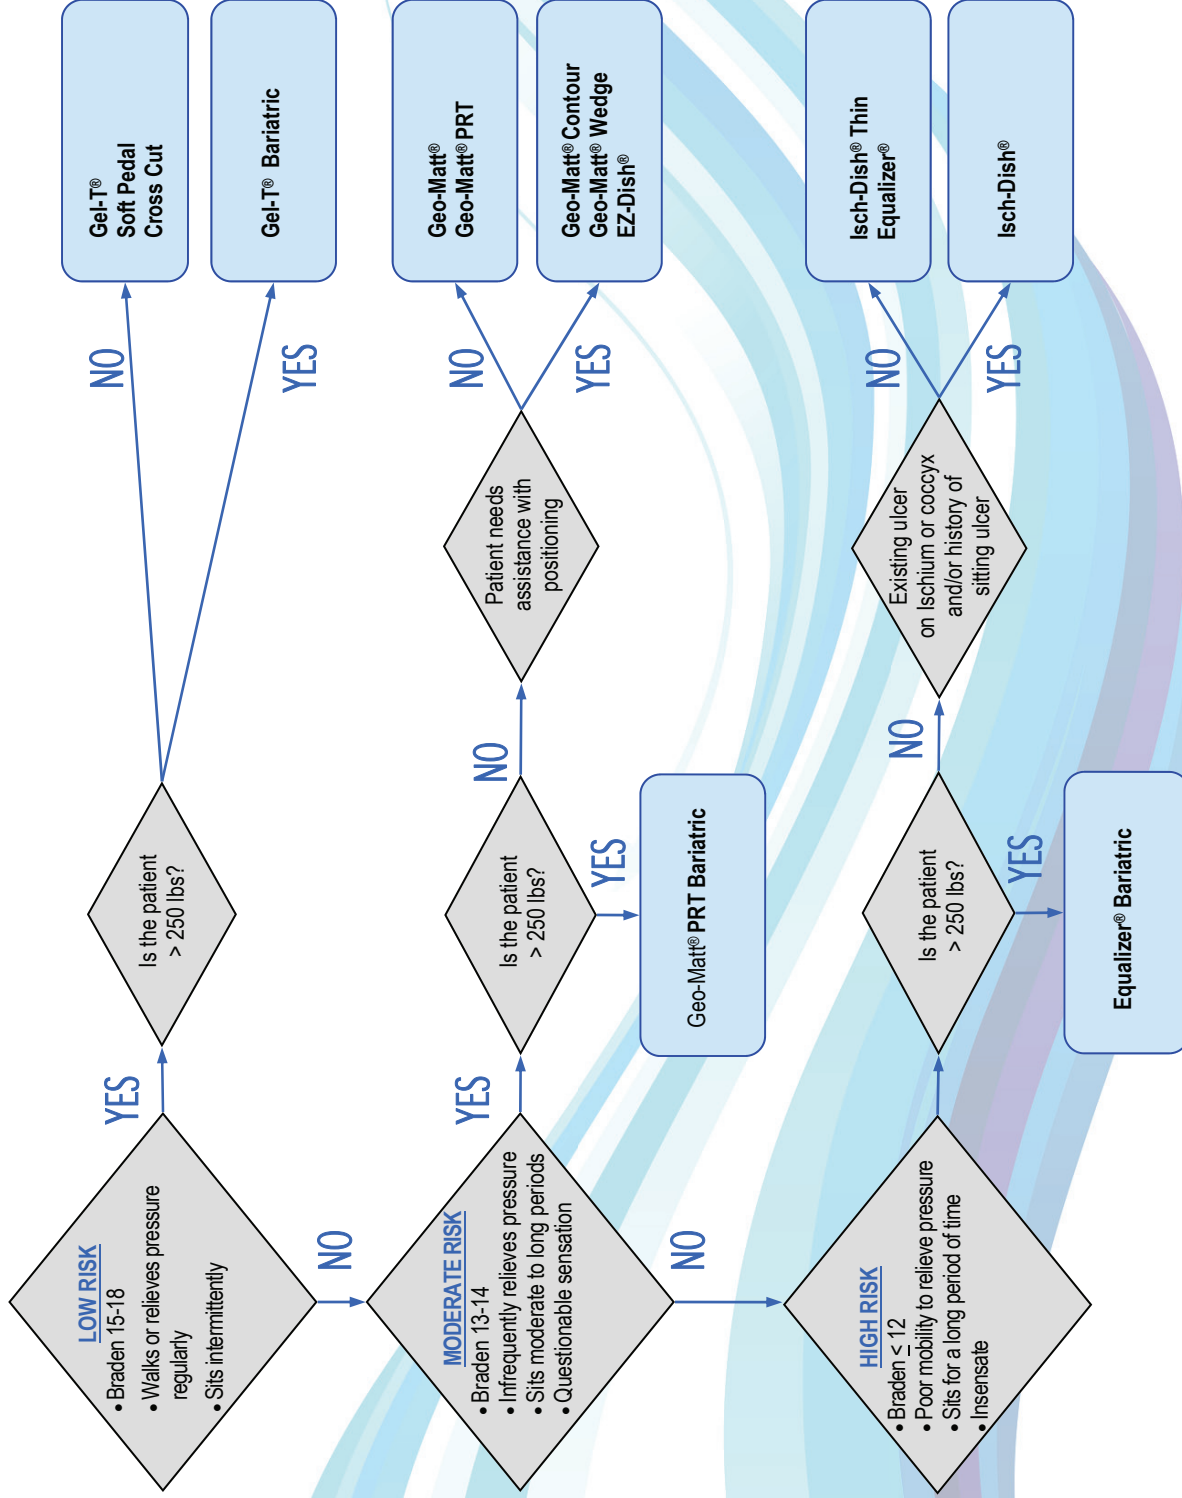 LOW RISK
• Braden 15-18
• Walks or relieves pressure
regularly
• Sits intermittently
YES
NO
Is the patient
> 250 lbs?
NO
YES
Gel-T®
Soft Pedal
Cross Cut
Gel-T® Bariatric
MODERATE RISK
• Braden 13-14
• Infrequently relieves pressure
• Sits moderate to long periods
• Questionable sensation
YES
NO
Is the patient
> 250 lbs?
NO
YES
Geo-Matt® PRT Bariatric
Patient needs
assistance with
positioning
NO
YES
Geo-Matt®
Geo-Matt® PRT
Geo-Matt® Contour
Geo-Matt® Wedge
EZ-Dish®
HIGH RISK
• Braden ≤ 12
• Poor mobility to relieve pressure
• Sits for a long period of time
• Insensate
Is the patient
> 250 lbs?
NO
YES
Equalizer® Bariatric
Existing ulcer
on Ischium or coccyx
and/or history of
sitting ulcer
NO
YES
Isch-Dish® Thin
Equalizer®
Isch-Dish®